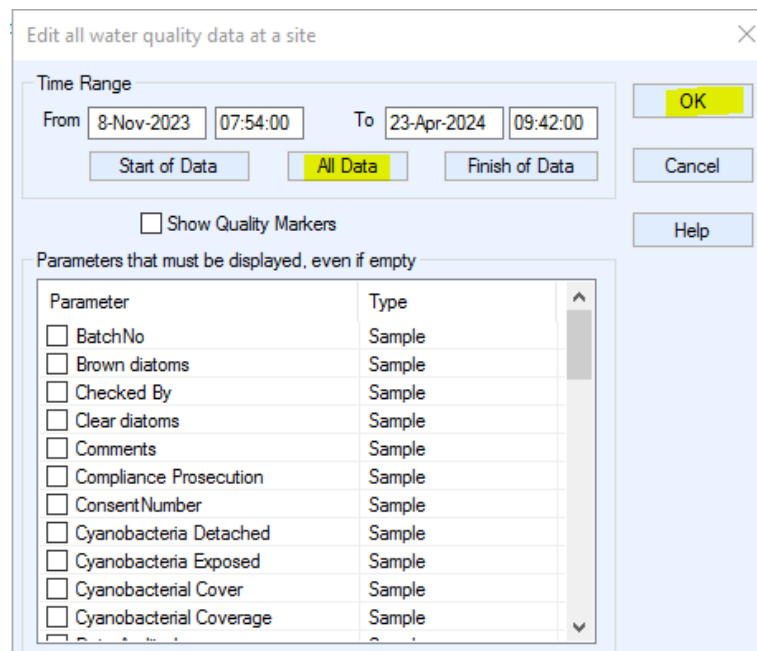 Edit all water quality data at a site
Time Range
From 8-Nov-2023 07:54:00 To 23-Apr-2024 09:42:00
OK
Start of Data All Data Finish of Data
Cancel
Show Quality Markers
Help
Parameters that must be displayed, even if empty
Parameter Type
BatchNo Sample
Brown diatoms Sample
Checked By Sample
Clear diatoms Sample
Comments Sample
Compliance Prosecution Sample
ConsentNumber Sample
Cyanobacteria Detached Sample
Cyanobacteria Exposed Sample
Cyanobacterial Cover Sample
Cyanobacterial Coverage Sample